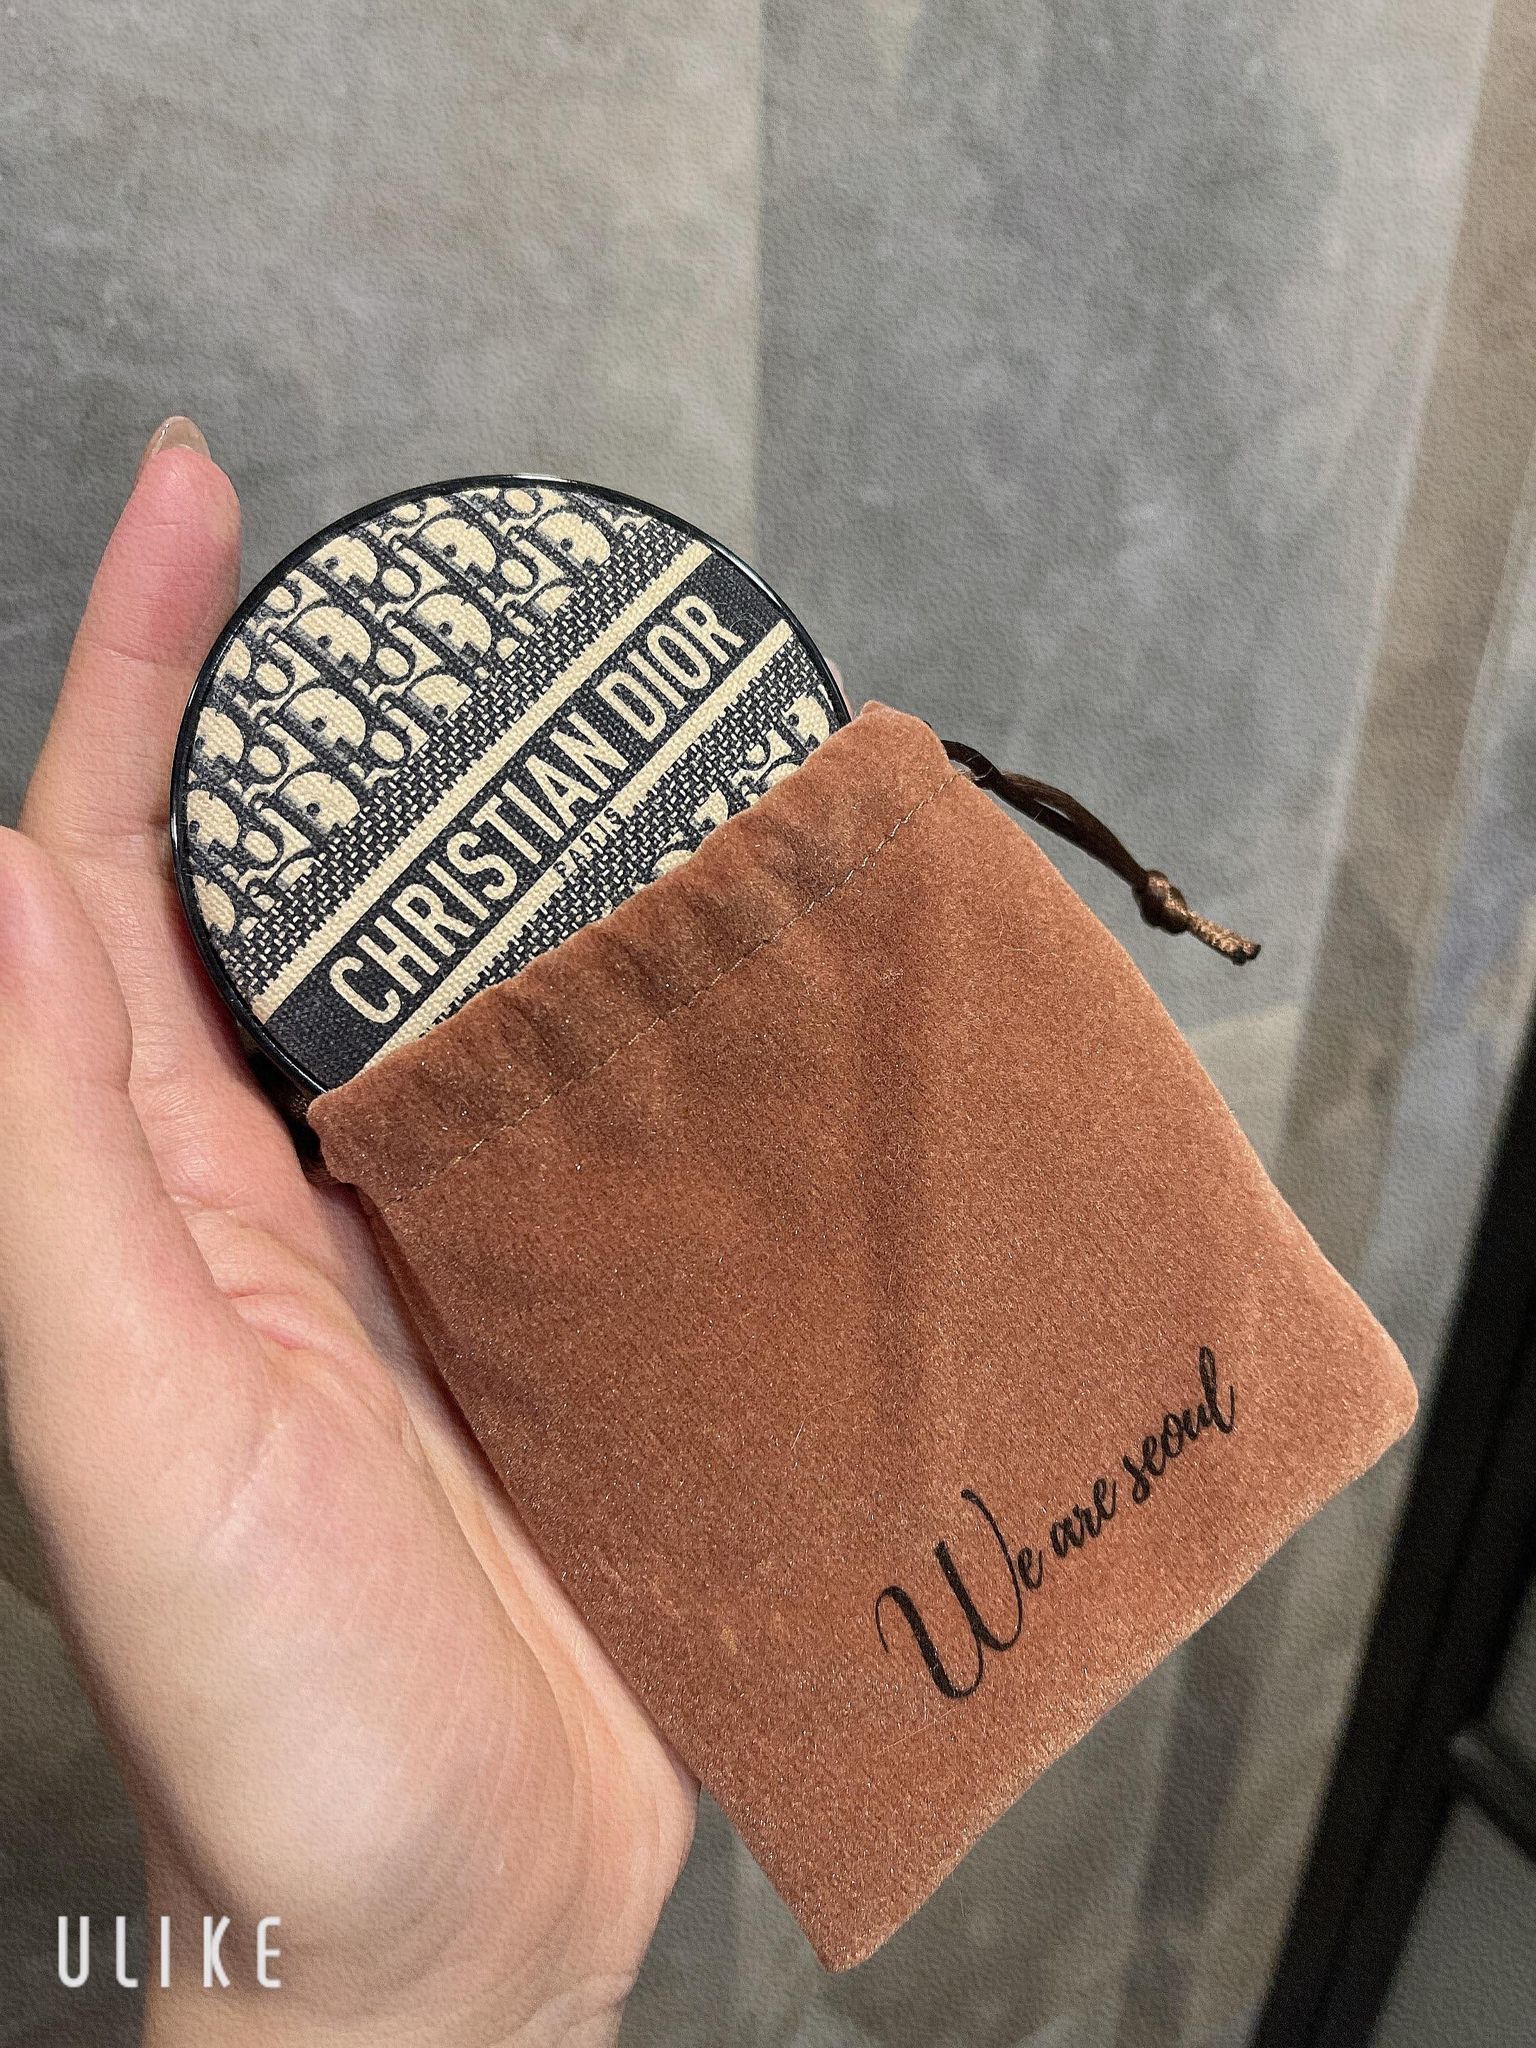 CHRISTIAN DIOR
PARIS
We are seoul
ULIKE